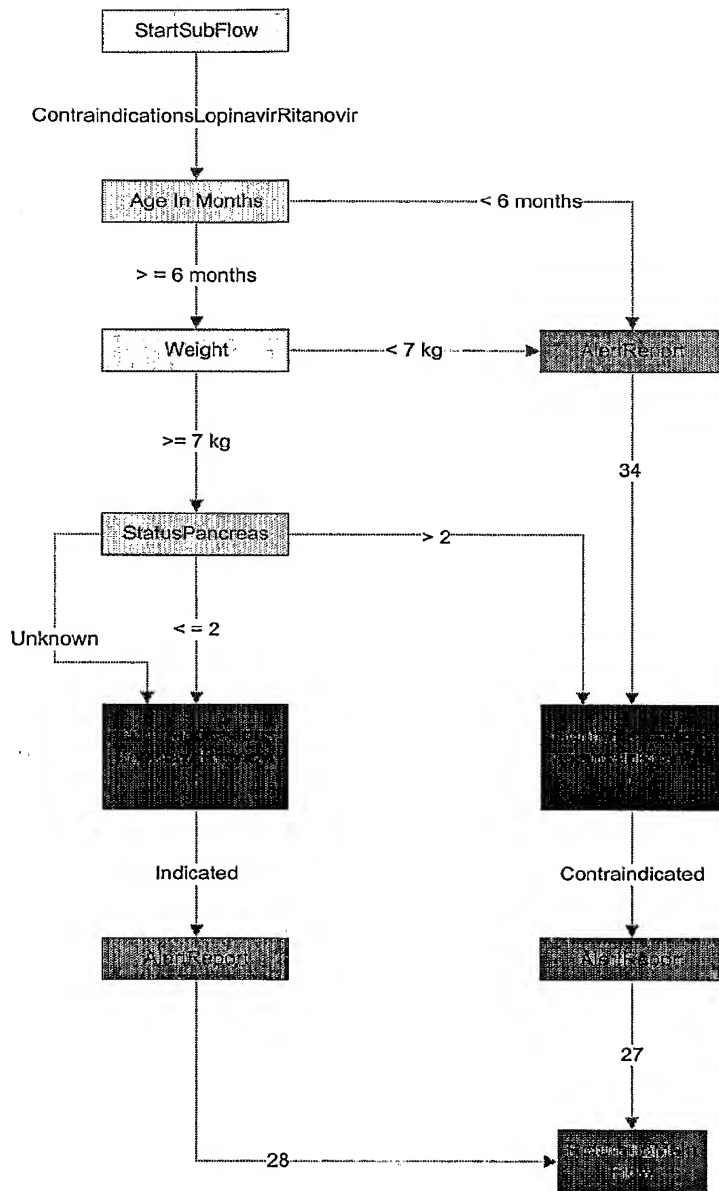 StartSubFlow
ContraindicationsLopinavirRitanovir
Age In Months
< 6 months
> = 6 months
Weight
< 7 kg
AlertReport
>= 7 kg
34
StatusPancreas
> 2
< = 2
Unknown
Indicated
Contraindicated
AlertReport
AlertReport
27
28
Flow